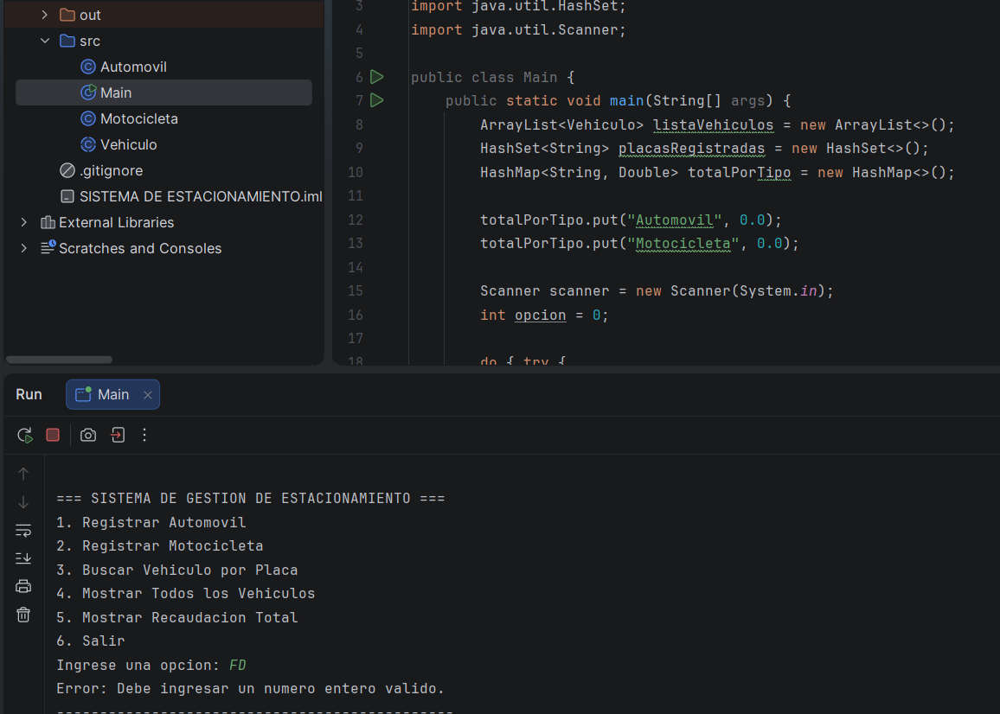 out
src
Automovil
Main
Motocicleta
Vehiculo
.gitignore
SISTEMA DE ESTACIONAMIENTO.iml
External Libraries
Scratches and Consoles
3 import java.util.HashSet;
4 import java.util.Scanner;
5
6 public class Main {
7 public static void main(String[] args) {
8 ArrayList<Vehiculo> listaVehiculos = new ArrayList<>();
9 HashSet<String> placasRegistradas = new HashSet<>();
10 HashMap<String, Double> totalPorTipo = new HashMap<>();
11
12 totalPorTipo.put("Automovil", 0.0);
13 totalPorTipo.put("Motocicleta", 0.0);
14
15 Scanner scanner = new Scanner(System.in);
16 int opcion = 0;
17
18 do { try {
Run Main
=== SISTEMA DE GESTION DE ESTACIONAMIENTO ===
1. Registrar Automovil
2. Registrar Motocicleta
3. Buscar Vehiculo por Placa
4. Mostrar Todos los Vehiculos
5. Mostrar Recaudacion Total
6. Salir
Ingrese una opcion: FD
Error: Debe ingresar un numero entero valido.
----------------------------------------------